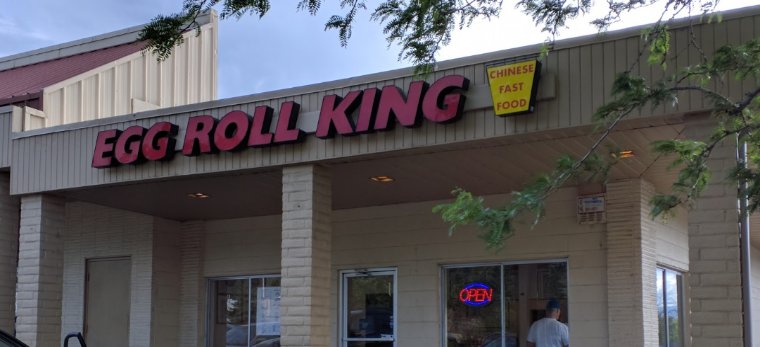 EGG ROLL KING
CHINESE
FAST
FOOD
OPEN